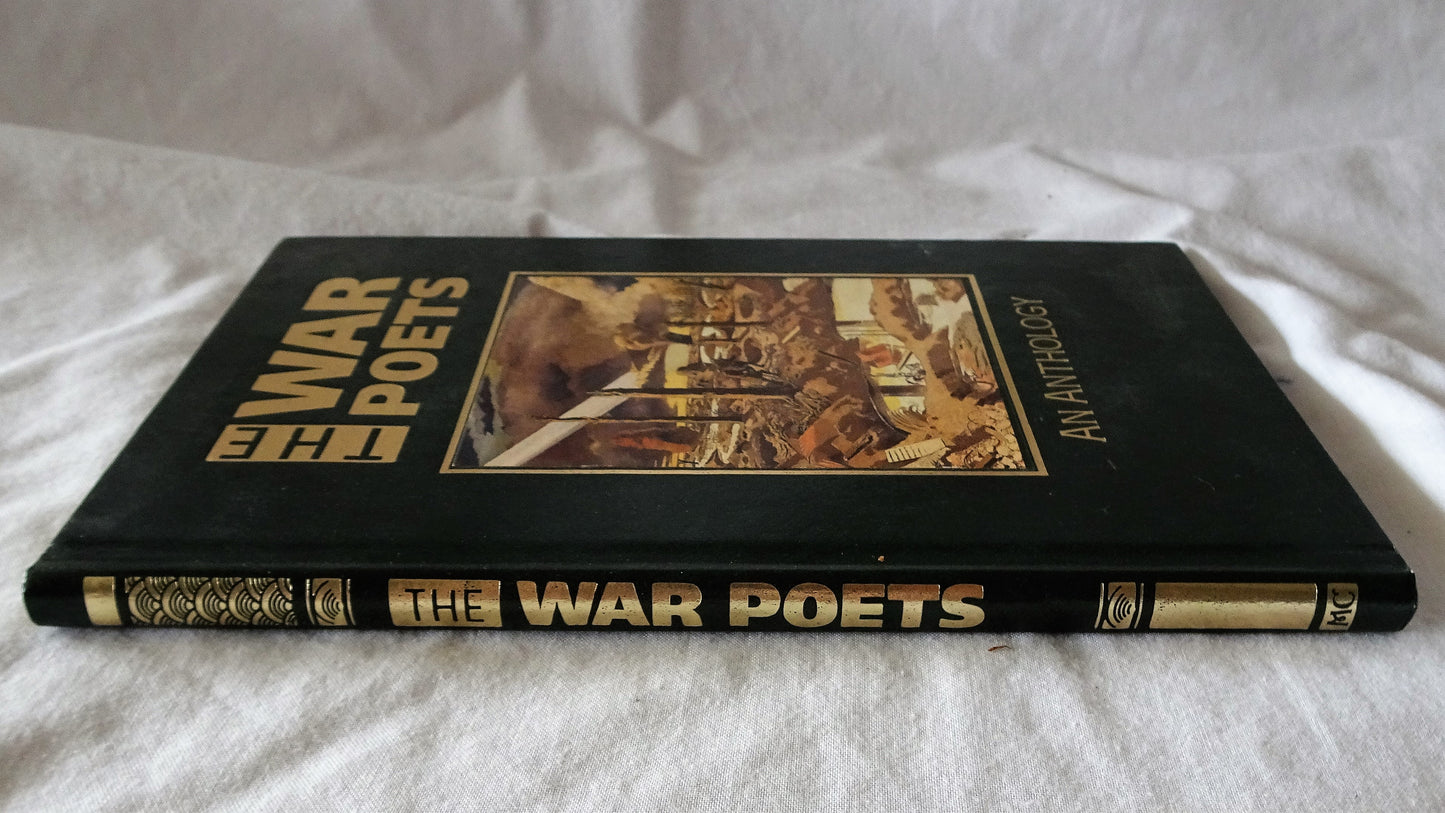 THE
WAR
POETS
AN ANTHOLOGY
THE WAR POETS
MC